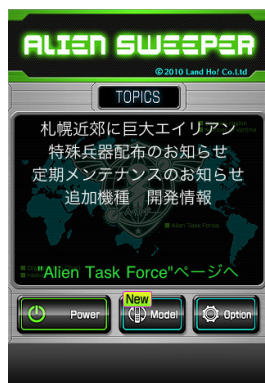 ALIEN SWEEPER
©2010 Land Ho! Co.Ltd
TOPICS
札幌近郊に巨大エイリアン
特殊兵器配布のお知らせ
定期メンテナンスのお知らせ
追加機種　開発情報
Alien Task Force
"Alien Task Force"ページへ
New
Power
Model
Option